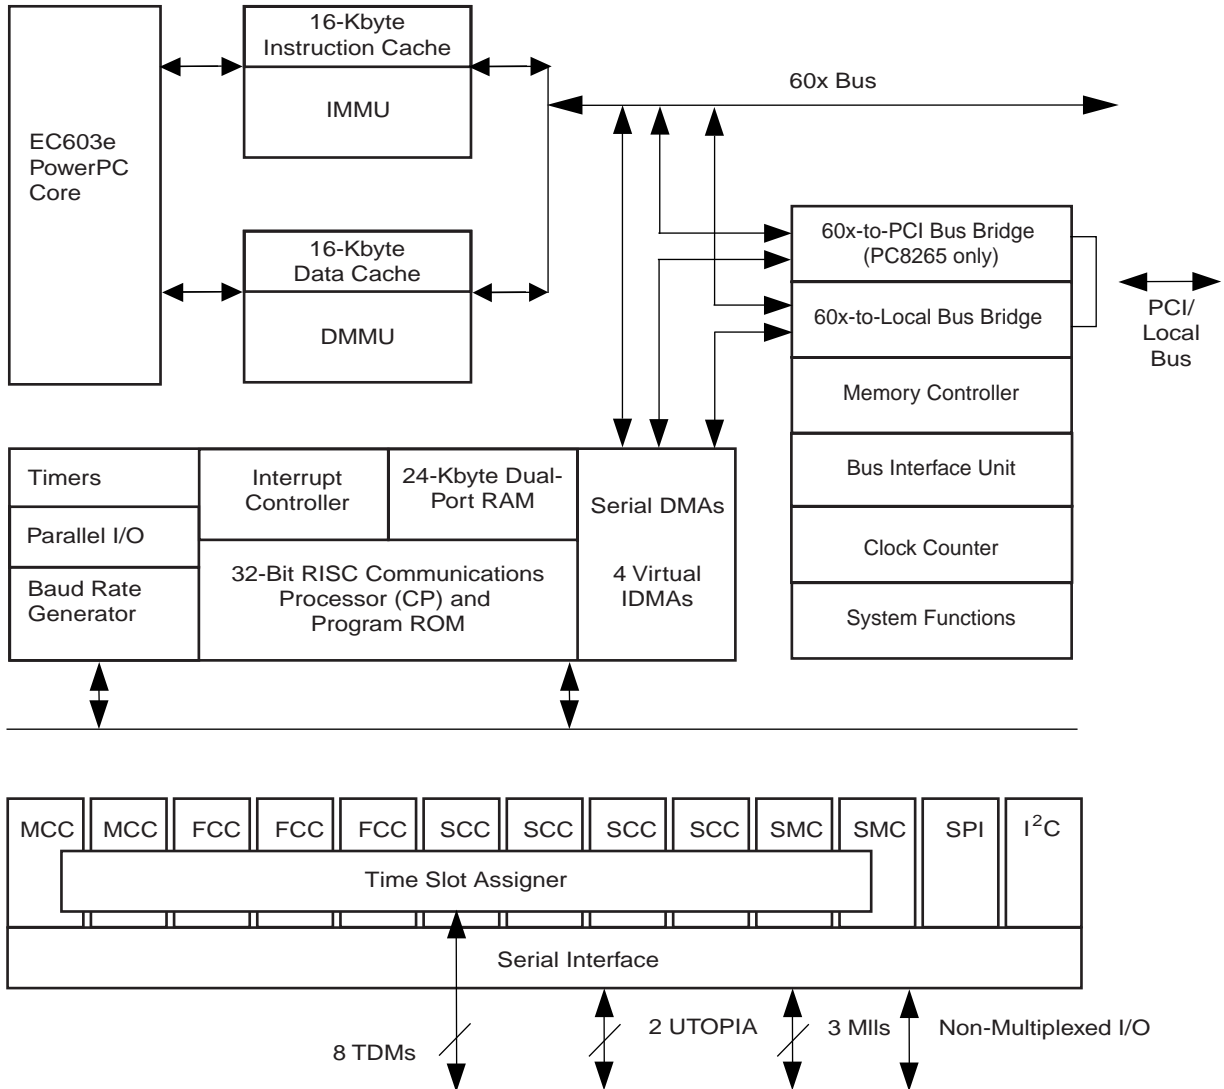 16-Kbyte
Instruction Cache
IMMU
60x Bus
EC603e
PowerPC
Core
16-Kbyte
Data Cache
DMMU
60x-to-PCI Bus Bridge
(PC8265 only)
60x-to-Local Bus Bridge
PCI/
Local
Bus
Memory Controller
Bus Interface Unit
Clock Counter
System Functions
Timers
Interrupt
Controller
24-Kbyte Dual-
Port RAM
Serial DMAs
Parallel I/O
Baud Rate
Generator
32-Bit RISC Communications
Processor (CP) and
Program ROM
4 Virtual
IDMAs
MCC MCC FCC FCC FCC SCC SCC SCC SCC SMC SMC SPI I²C
Time Slot Assigner
Serial Interface
8 TDMs
2 UTOPIA
3 MIIs
Non-Multiplexed I/O